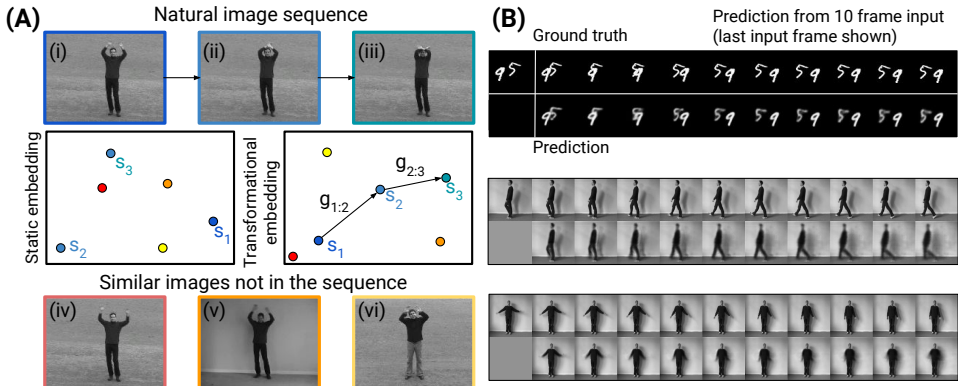 (A)
Natural image sequence
(i)
(ii)
(iii)
Static embedding
s3
s2
s1
Transformational
embedding
g1:2
g2:3
s1
s2
s3
Similar images not in the sequence
(iv)
(v)
(vi)
(B)
Ground truth
Prediction from 10 frame input
(last input frame shown)
Prediction